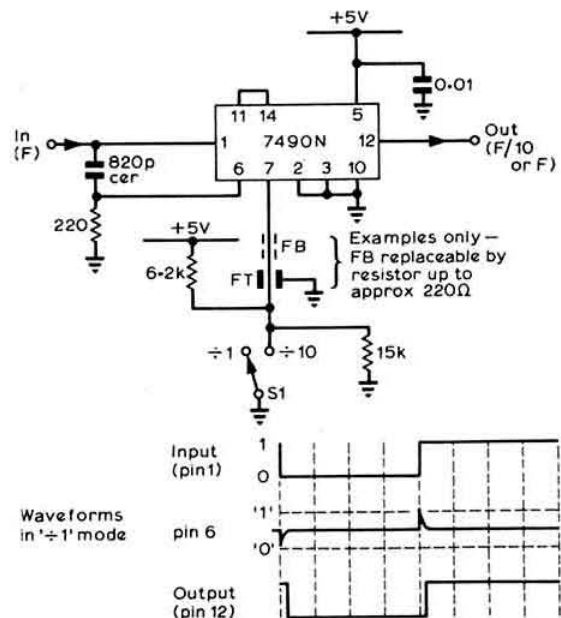 +5V
0.01
11 14 5
In
(F)
1 7490N 12
Out
(F/10
or F)
820p
cer
6 7 2 3 10
220
+5V
FB
Examples only —
FB replaceable by
resistor up to
approx 220Ω
6·2k
FT
÷1 ÷10
15k
S1
Input
(pin1)
1
0
Waveforms
in '÷1' mode
pin 6
'1'
'0'
Output
(pin 12)